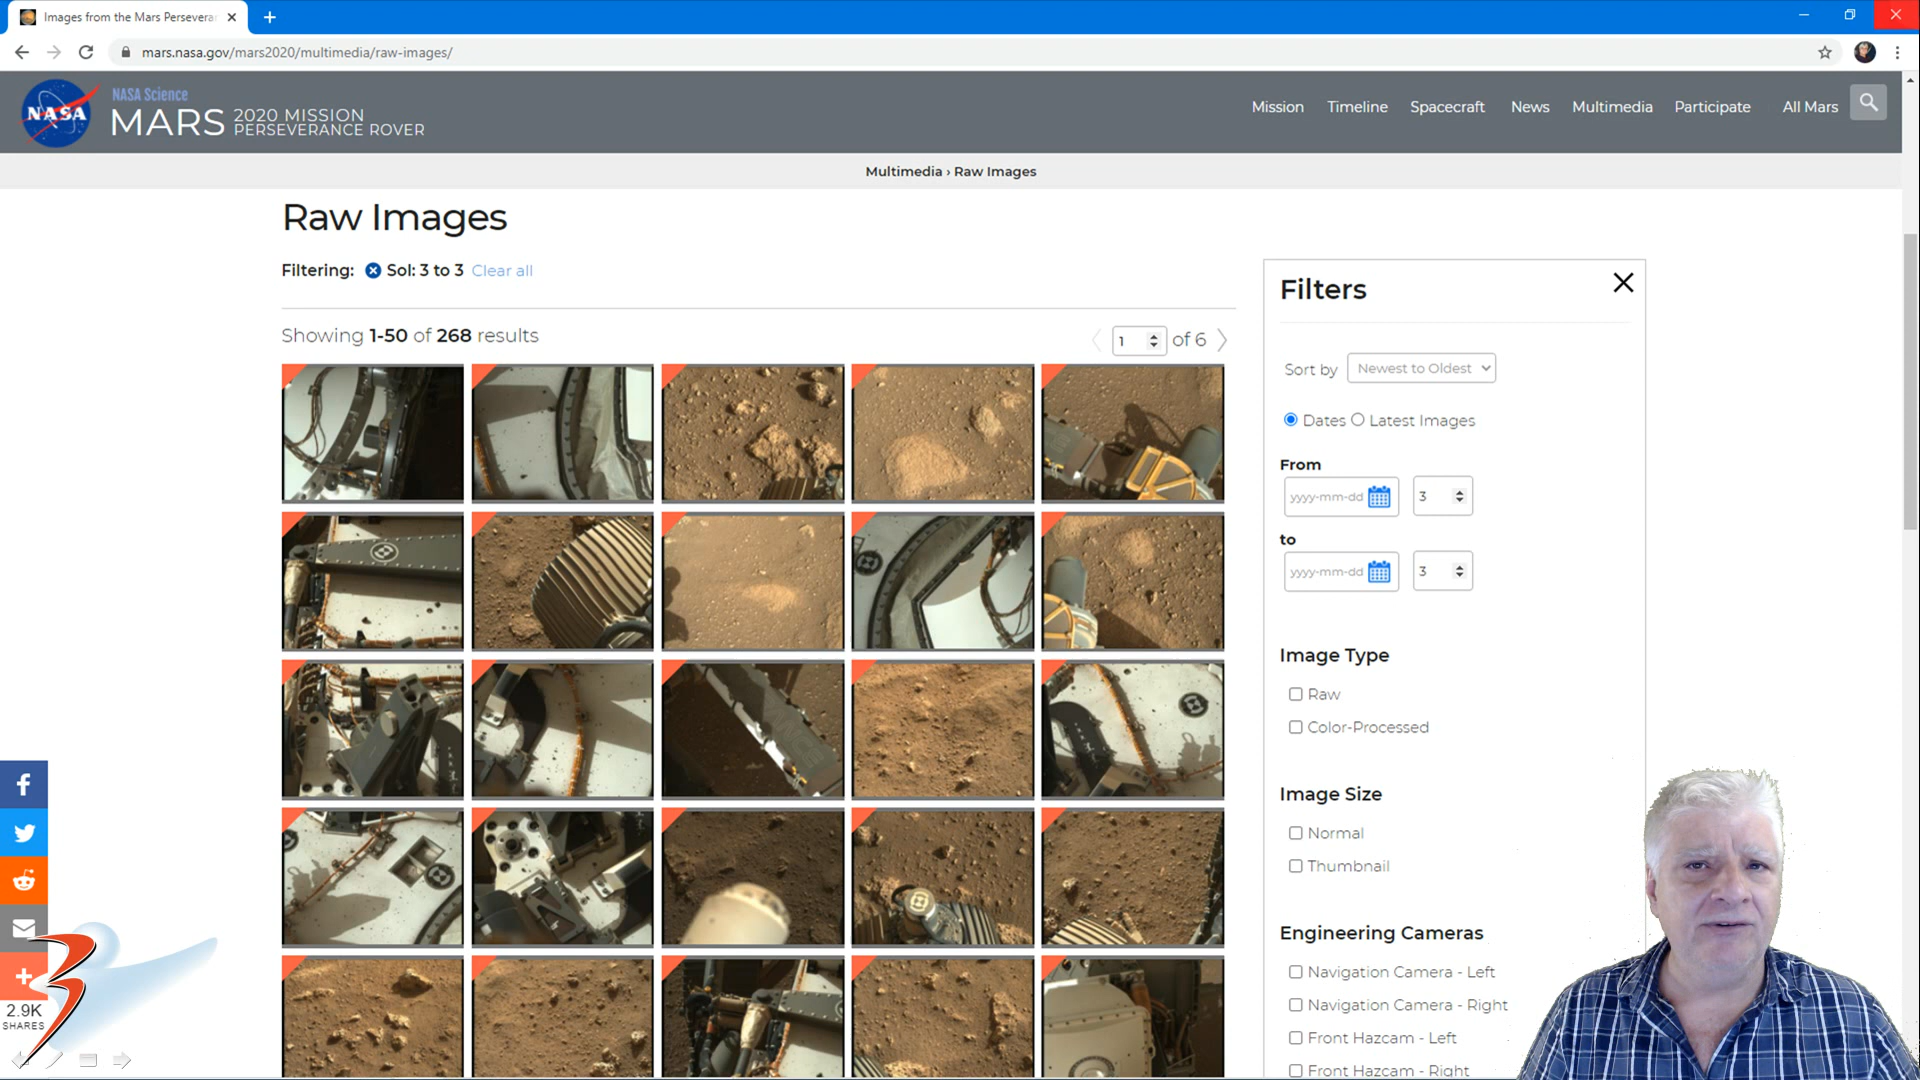 Images from the Mars Persevera
mars.nasa.gov/mars2020/multimedia/raw-images/
NASA
NASA Science
MARS 2020 MISSION
PERSEVERANCE ROVER
Mission Timeline Spacecraft News Multimedia Participate All Mars
Multimedia › Raw Images
Raw Images
Filtering: Sol: 3 to 3 Clear all
Showing 1-50 of 268 results
1 of 6
Filters
Sort by Newest to Oldest
Dates Latest Images
From
yyyy-mm-dd 3
to
yyyy-mm-dd 3
Image Type
Raw
Color-Processed
Image Size
Normal
Thumbnail
Engineering Cameras
Navigation Camera - Left
Navigation Camera - Right
Front Hazcam - Left
Front Hazcam - Right
2.9K
SHARES
3